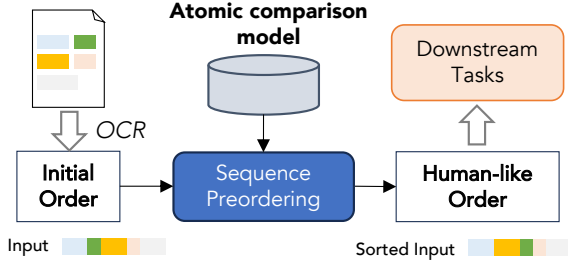 Atomic comparison
model
Downstream
Tasks
OCR
Initial
Order
Sequence
Preordering
Human-like
Order
Input
Sorted Input